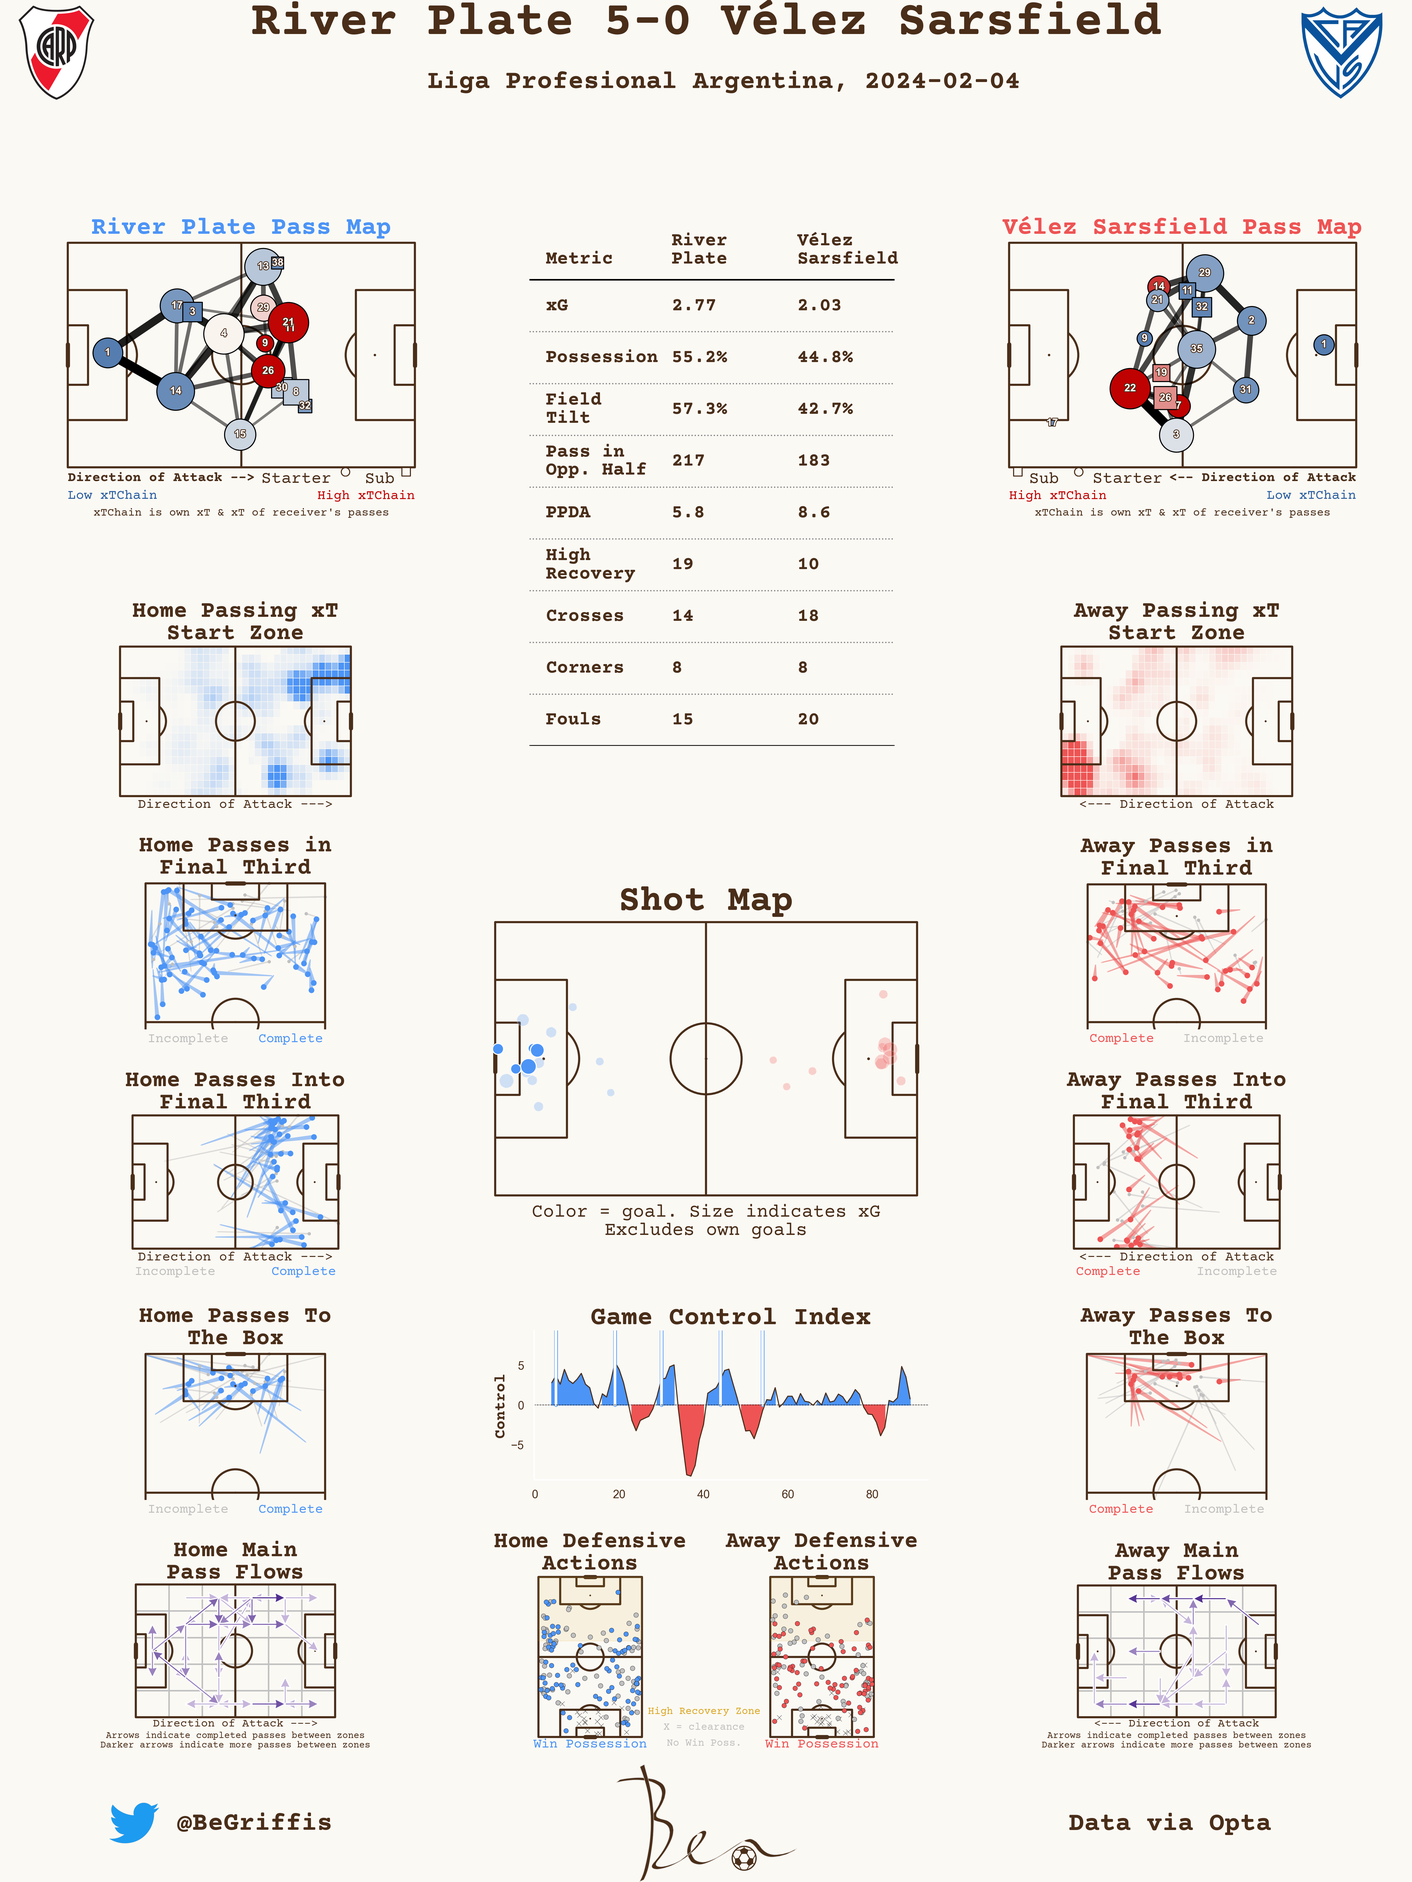 River Plate 5-0 Vélez Sarsfield
Liga Profesional Argentina, 2024-02-04
CARP
River Plate Pass Map
13
38
17
3
29
4
21
11
1
9
26
14
30
8
32
15
Direction of Attack --> Starter Sub
Low xTChain High xTChain
xTChain is own xT & xT of receiver's passes
Metric River Plate Vélez Sarsfield
xG 2.77 2.03
Possession 55.2% 44.8%
Field Tilt 57.3% 42.7%
Pass in Opp. Half 217 183
PPDA 5.8 8.6
High Recovery 19 10
Crosses 14 18
Corners 8 8
Fouls 15 20
Vélez Sarsfield Pass Map
29
14
11
21
32
2
9
35
1
19
22
26
7
31
17
3
Sub Starter <-- Direction of Attack
High xTChain Low xTChain
xTChain is own xT & xT of receiver's passes
Home Passing xT
Start Zone
Direction of Attack --->
Away Passing xT
Start Zone
<--- Direction of Attack
Home Passes in
Final Third
Incomplete Complete
Away Passes in
Final Third
Complete Incomplete
Shot Map
Color = goal. Size indicates xG
Excludes own goals
Home Passes Into
Final Third
Direction of Attack --->
Incomplete Complete
Away Passes Into
Final Third
<--- Direction of Attack
Complete Incomplete
Home Passes To
The Box
Incomplete Complete
Game Control Index
Control
5
0
−5
0 20 40 60 80
Away Passes To
The Box
Complete Incomplete
Home Main
Pass Flows
Direction of Attack --->
Arrows indicate completed passes between zones
Darker arrows indicate more passes between zones
Home Defensive
Actions
Win Possession
High Recovery Zone
X = clearance
No Win Poss.
Away Defensive
Actions
Win Possession
Away Main
Pass Flows
<--- Direction of Attack
Arrows indicate completed passes between zones
Darker arrows indicate more passes between zones
@BeGriffis
Ben
Data via Opta